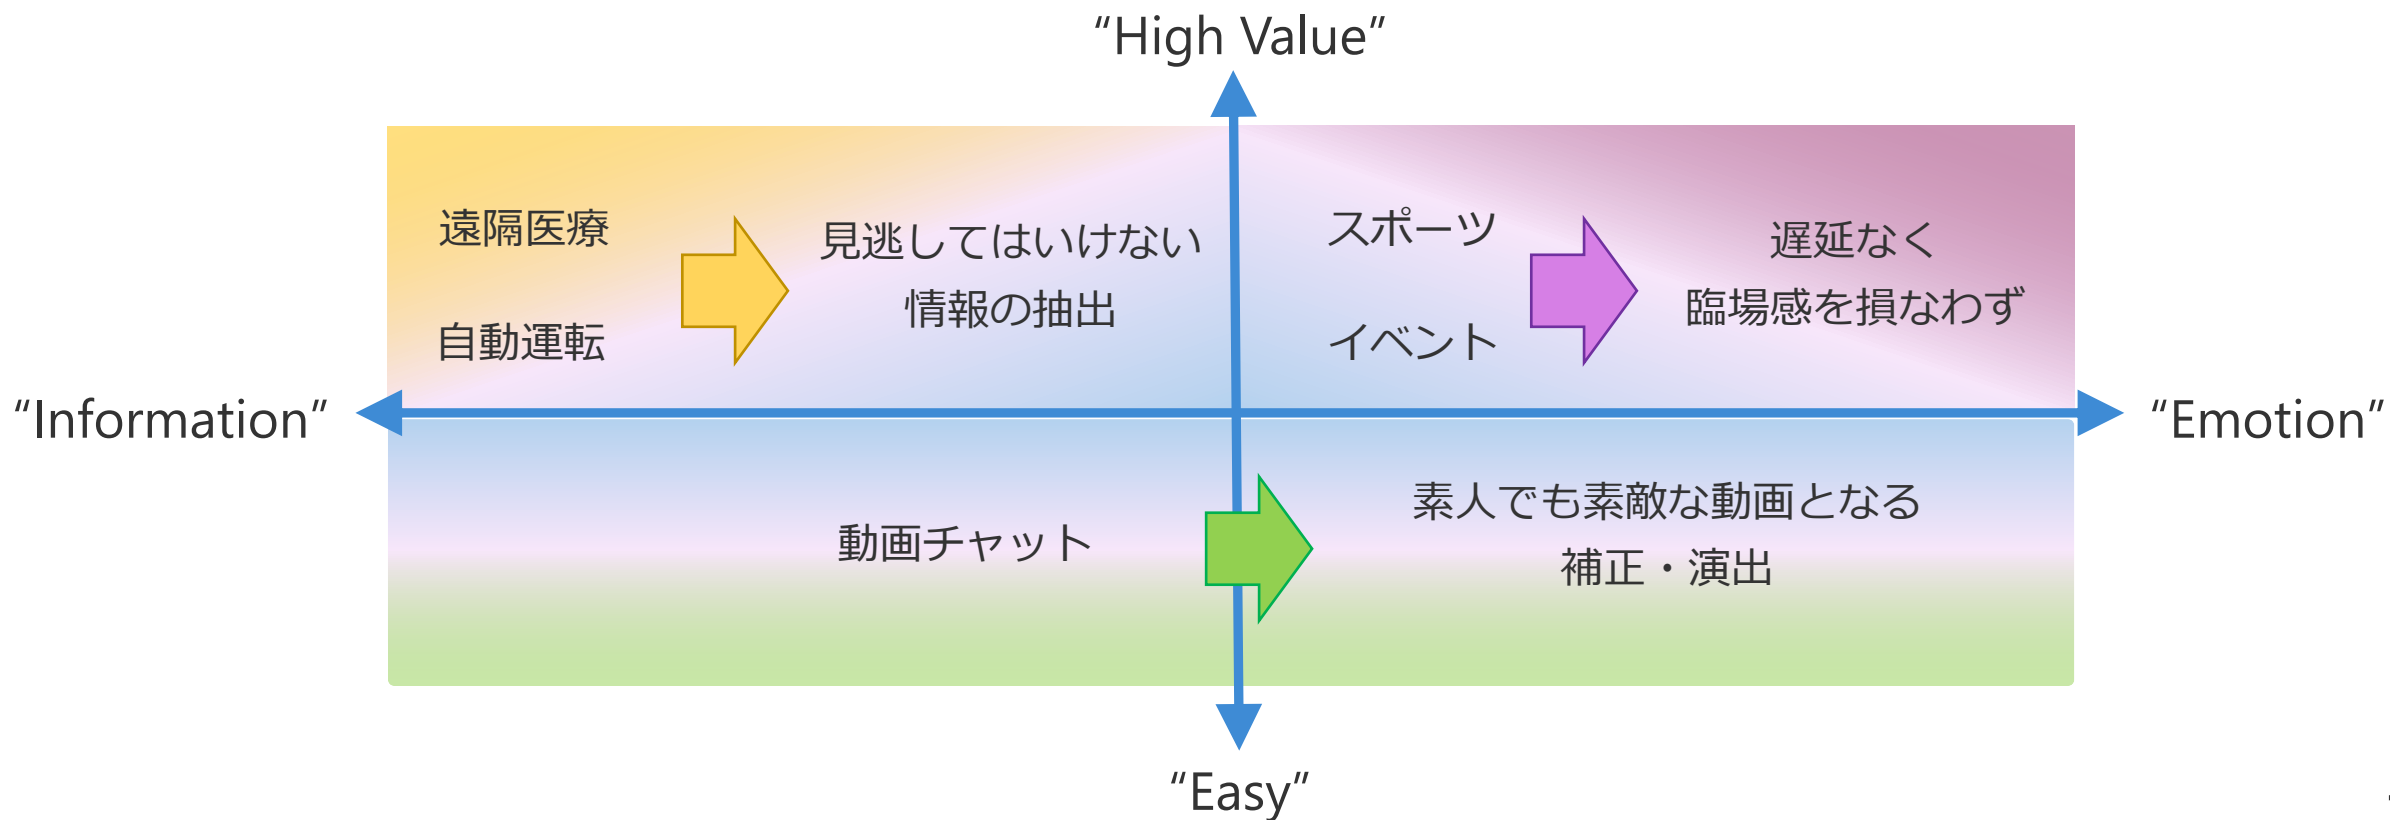 “High Value”
遠隔医療
自動運転
見逃してはいけない
情報の抽出
スポーツ
イベント
遅延なく
臨場感を損なわず
“Information”
“Emotion”
動画チャット
素人でも素敵な動画となる
補正・演出
“Easy”